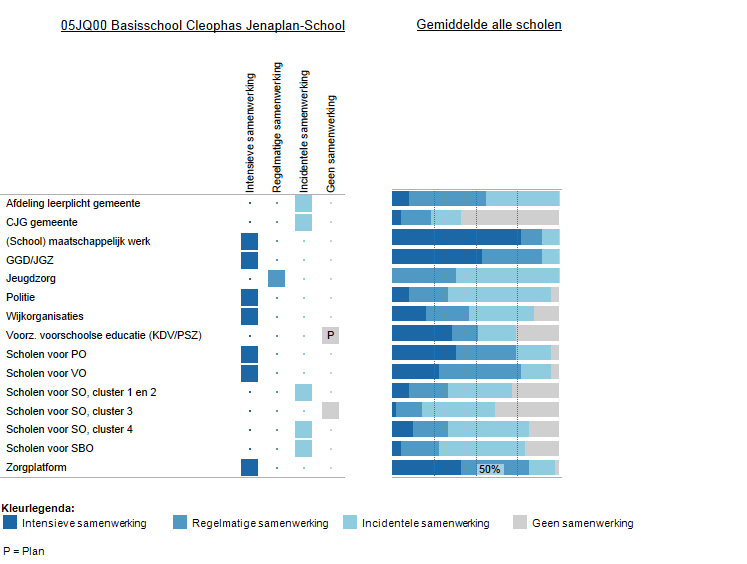 05JQ00 Basisschool Cleophas Jenaplan-School
Gemiddelde alle scholen
Intensieve samenwerking
Regelmatige samenwerking
Incidentele samenwerking
Geen samenwerking
Afdeling leerplicht gemeente
CJG gemeente
(School) maatschappelijk werk
GGD/JGZ
Jeugdzorg
Politie
Wijkorganisaties
Voorz. voorschoolse educatie (KDV/PSZ) P
Scholen voor PO
Scholen voor VO
Scholen voor SO, cluster 1 en 2
Scholen voor SO, cluster 3
Scholen voor SO, cluster 4
Scholen voor SBO
Zorgplatform 50%
Kleurlegenda:
Intensieve samenwerking Regelmatige samenwerking Incidentele samenwerking Geen samenwerking
P = Plan